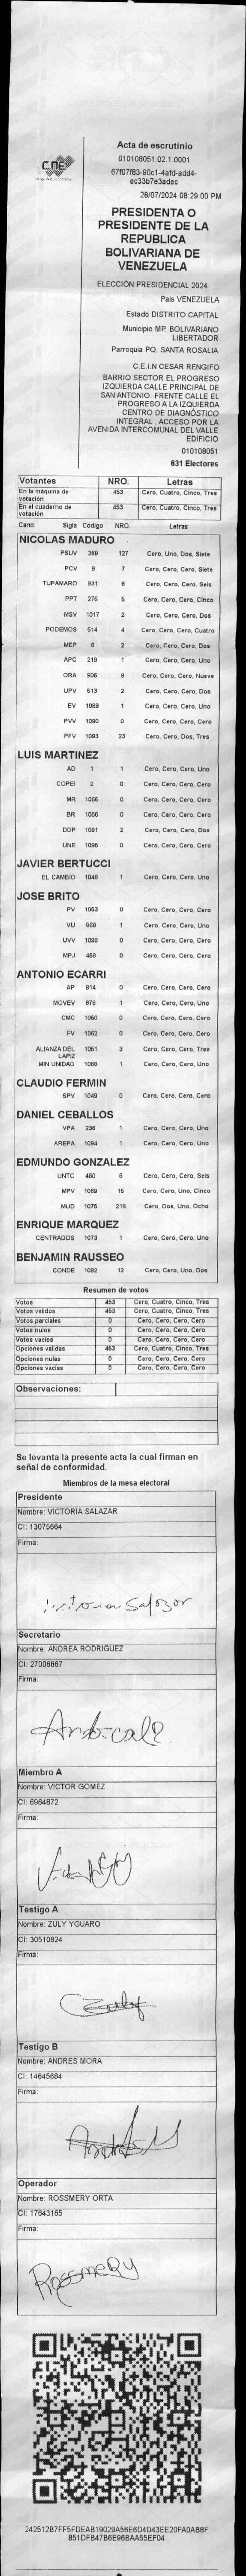 CNE
Acta de escrutinio
010108051.02.1.0001
67f07f83-90c1-4afd-add4-
ec33b7e3adec
28/07/2024 08:29:00 PM
PRESIDENTA O
PRESIDENTE DE LA
REPUBLICA
BOLIVARIANA DE
VENEZUELA
ELECCIÓN PRESIDENCIAL 2024
Pais VENEZUELA
Estado DISTRITO CAPITAL
Municipio MP. BOLIVARIANO
LIBERTADOR
Parroquia PQ. SANTA ROSALIA
C.E.I.N CESAR RENGIFO
BARRIO SECTOR EL PROGRESO
IZQUIERDA CALLE PRINCIPAL DE
SAN ANTONIO. FRENTE CALLE EL
PROGRESO A LA IZQUIERDA
CENTRO DE DIAGNÓSTICO
INTEGRAL , ACCESO POR LA
AVENIDA INTERCOMUNAL DEL VALLE
EDIFICIO
010108051
631 Electores
Votantes NRO. Letras
En la máquina de votación 453 Cero, Cuatro, Cinco, Tres
En el cuaderno de votación 453 Cero, Cuatro, Cinco, Tres
Cand. Sigla Código NRO. Letras
NICOLAS MADURO
PSUV 269 127 Cero, Uno, Dos, Siete
PCV 9 7 Cero, Cero, Cero, Siete
TUPAMARO 931 6 Cero, Cero, Cero, Seis
PPT 275 5 Cero, Cero, Cero, Cinco
MSV 1017 2 Cero, Cero, Cero, Dos
PODEMOS 514 4 Cero, Cero, Cero, Cuatro
MEP 6 2 Cero, Cero, Cero, Dos
APC 219 1 Cero, Cero, Cero, Uno
ORA 906 9 Cero, Cero, Cero, Nueve
UPV 513 2 Cero, Cero, Cero, Dos
EV 1089 1 Cero, Cero, Cero, Uno
PVV 1090 0 Cero, Cero, Cero, Cero
PFV 1093 23 Cero, Cero, Dos, Tres
LUIS MARTINEZ
AD 1 1 Cero, Cero, Cero, Uno
COPEI 2 0 Cero, Cero, Cero, Cero
MR 1065 0 Cero, Cero, Cero, Cero
BR 1066 0 Cero, Cero, Cero, Cero
DDP 1091 2 Cero, Cero, Cero, Dos
UNE 1095 0 Cero, Cero, Cero, Cero
JAVIER BERTUCCI
EL CAMBIO 1048 1 Cero, Cero, Cero, Uno
JOSE BRITO
PV 1063 0 Cero, Cero, Cero, Cero
VU 868 1 Cero, Cero, Cero, Uno
UVV 1098 0 Cero, Cero, Cero, Cero
MPJ 458 0 Cero, Cero, Cero, Cero
ANTONIO ECARRI
AP 914 0 Cero, Cero, Cero, Cero
MOVEV 878 1 Cero, Cero, Cero, Uno
CMC 1050 0 Cero, Cero, Cero, Cero
FV 1062 0 Cero, Cero, Cero, Cero
ALIANZA DEL LAPIZ 1051 3 Cero, Cero, Cero, Tres
MIN UNIDAD 1068 1 Cero, Cero, Cero, Uno
CLAUDIO FERMIN
SPV 1049 0 Cero, Cero, Cero, Cero
DANIEL CEBALLOS
VPA 236 1 Cero, Cero, Cero, Uno
AREPA 1094 1 Cero, Cero, Cero, Uno
EDMUNDO GONZALEZ
UNTC 460 6 Cero, Cero, Cero, Seis
MPV 1069 15 Cero, Cero, Uno, Cinco
MUD 1075 218 Cero, Dos, Uno, Ocho
ENRIQUE MARQUEZ
CENTRADOS 1073 1 Cero, Cero, Cero, Uno
BENJAMIN RAUSSEO
CONDE 1092 12 Cero, Cero, Uno, Dos
Resumen de votos
Votos 453 Cero, Cuatro, Cinco, Tres
Votos validos 453 Cero, Cuatro, Cinco, Tres
Votos parciales 0 Cero, Cero, Cero, Cero
Votos nulos 0 Cero, Cero, Cero, Cero
Votos vacios 0 Cero, Cero, Cero, Cero
Opciones validas 453 Cero, Cuatro, Cinco, Tres
Opciones nulas 0 Cero, Cero, Cero, Cero
Opciones vacias 0 Cero, Cero, Cero, Cero
Observaciones:
Se levanta la presente acta la cual firman en
señal de conformidad.
Miembros de la mesa electoral
Presidente
Nombre: VICTORIA SALAZAR
CI: 13075664
Firma:
Victoria Salazar
Secretario
Nombre: ANDREA RODRIGUEZ
CI: 27006867
Firma:
Miembro A
Nombre: VICTOR GOMEZ
CI: 6964872
Firma:
Testigo A
Nombre: ZULY YGUARO
CI: 30510824
Firma:
Testigo B
Nombre: ANDRES MORA
CI: 14645684
Firma:
Operador
Nombre: ROSSMERY ORTA
CI: 17643165
Firma:
Rossmery
242512B7FF5FDEAB19029A56E6D4D43EE20FA0AB8F
851DFB47B6E96BAA55EF04